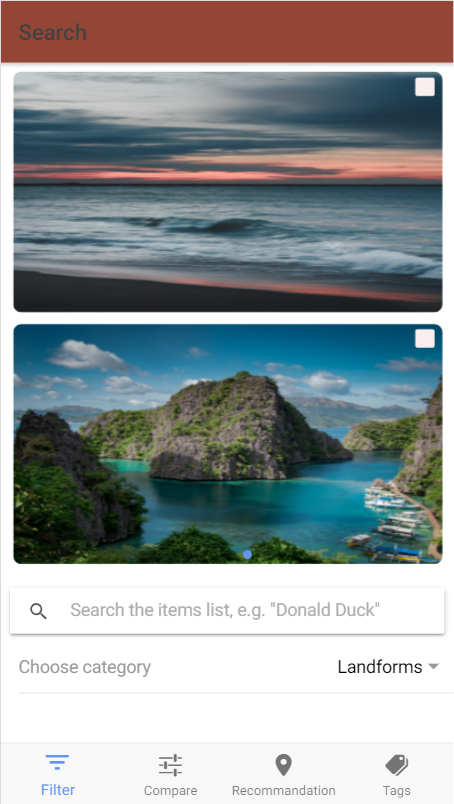 Search
Search the items list, e.g. "Donald Duck"
Choose category Landforms
Filter Compare Recommandation Tags